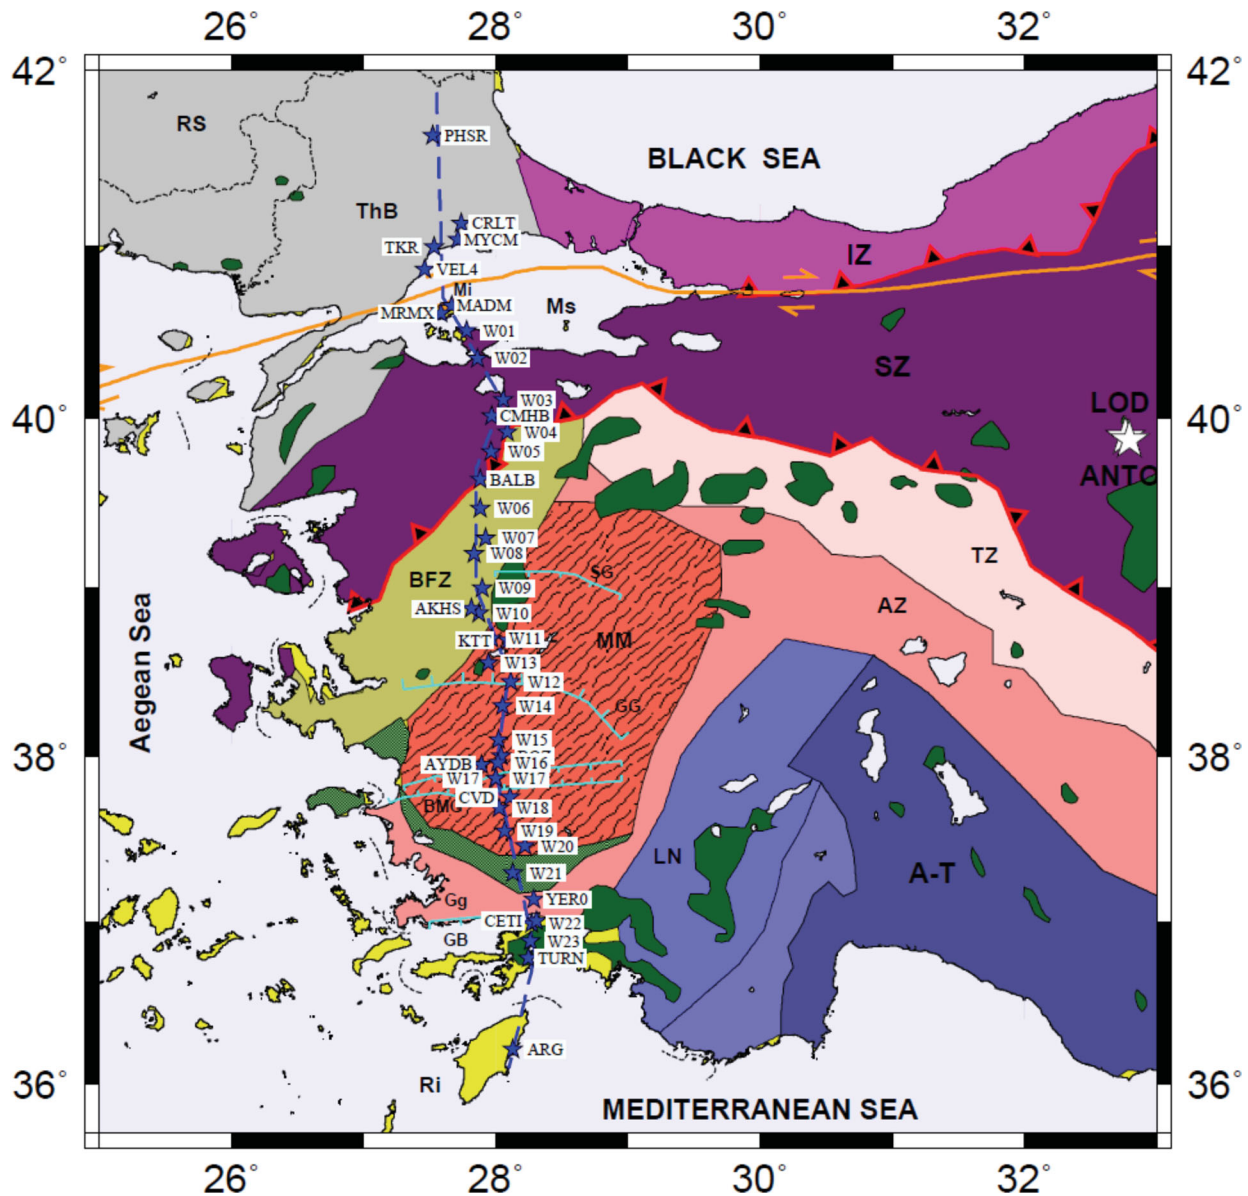 26° 28° 30° 32°
42° 42°
RS
PHSR
BLACK SEA
ThB
CRLT
MYCM
TKR
IZ
VEL4
Mi
MADM
MRMX
Ms
W01
W02
SZ
W03
LOD
CMHB
40° 40°
W04
W05
BALB
ANTO
W06
W07
W08
TZ
BFZ
SG
W09
AKHS
AZ
W10
KTT
W11
MM
W13
W12
Aegean Sea
W14
GG
W15
38° 38°
AYDB
W16
W17
W17
CVD
BMG
W18
W19
W20
LN
W21
A-T
Gg
YER0
CETI
W22
GB
W23
TURN
ARG
Ri
36° 36°
MEDITERRANEAN SEA
26° 28° 30° 32°